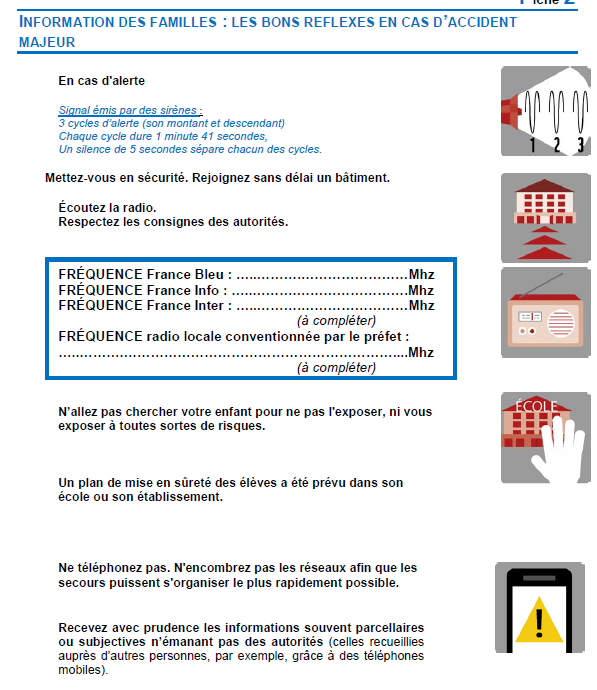 Fiche 2
INFORMATION DES FAMILLES : LES BONS REFLEXES EN CAS D'ACCIDENT
MAJEUR
En cas d'alerte
Signal émis par des sirènes :
3 cycles d'alerte (son montant et descendant)
Chaque cycle dure 1 minute 41 secondes,
Un silence de 5 secondes sépare chacun des cycles.
1 2 3
Mettez-vous en sécurité. Rejoignez sans délai un bâtiment.
Écoutez la radio.
Respectez les consignes des autorités.
FRÉQUENCE France Bleu : ……………………………………Mhz
FRÉQUENCE France Info : ……………………………………Mhz
FRÉQUENCE France Inter : ……………………………………Mhz
(à compléter)
FRÉQUENCE radio locale conventionnée par le préfet :
…………………………………………………………………………Mhz
(à compléter)
N'allez pas chercher votre enfant pour ne pas l'exposer, ni vous
exposer à toutes sortes de risques.
ÉCOLE
Un plan de mise en sûreté des élèves a été prévu dans son
école ou son établissement.
Ne téléphonez pas. N'encombrez pas les réseaux afin que les
secours puissent s'organiser le plus rapidement possible.
!
Recevez avec prudence les informations souvent parcellaires
ou subjectives n'émanant pas des autorités (celles recueillies
auprès d'autres personnes, par exemple, grâce à des téléphones
mobiles).